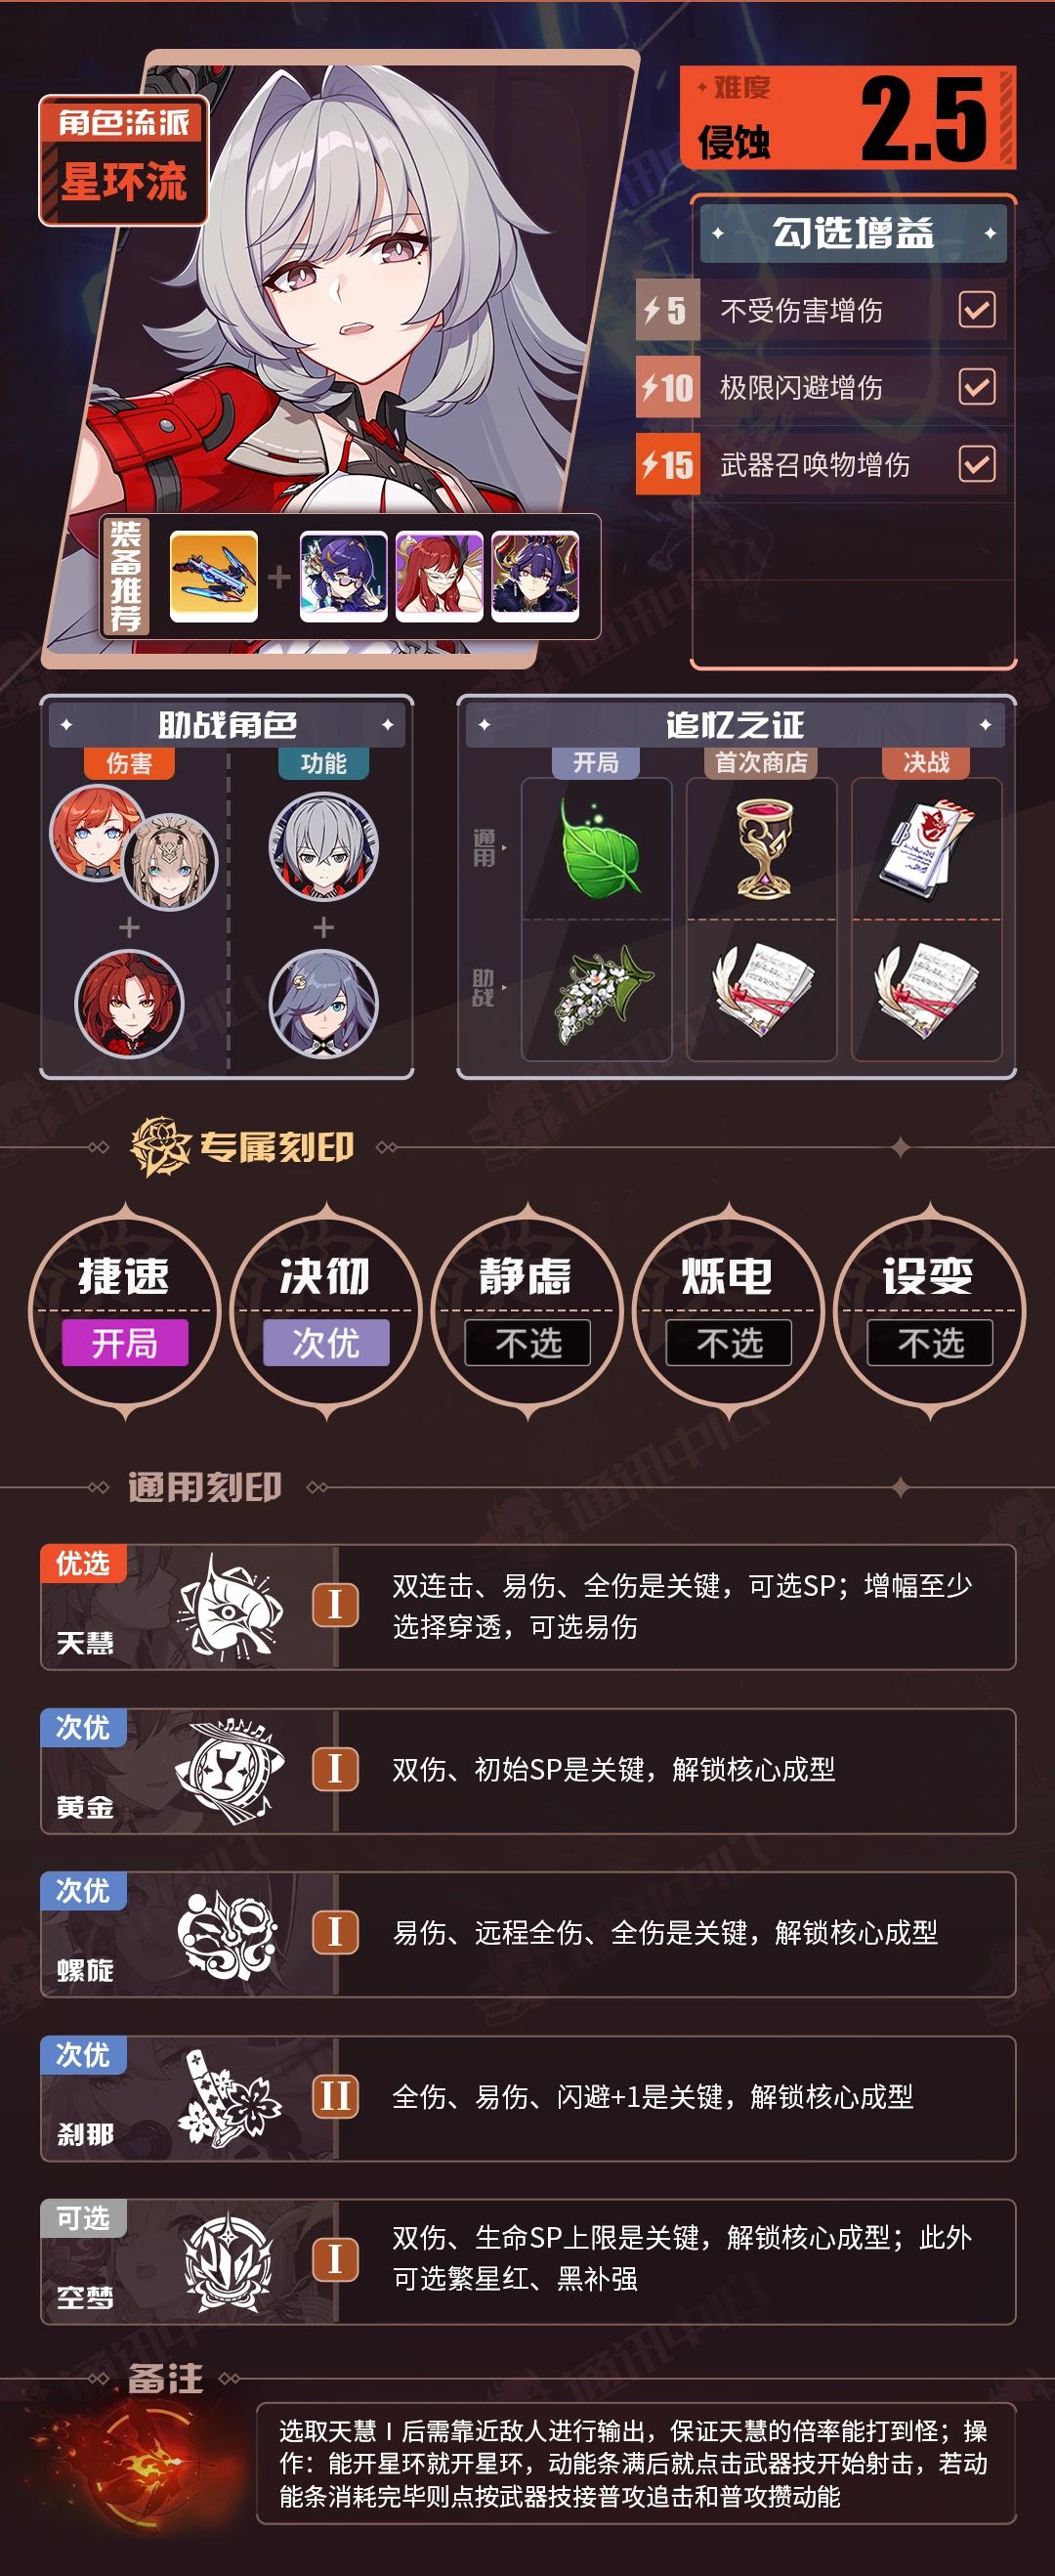 角色流派
星环流
难度
侵蚀
2.5
勾选增益
5 不受伤害增伤
10 极限闪避增伤
15 武器召唤物增伤
装备推荐
助战角色
伤害
功能
追忆之证
开局
首次商店
决战
通用
助战
专属刻印
捷速
开局
决彻
次优
静虑
不选
烁电
不选
设变
不选
通用刻印
优选
天慧
I
双连击、易伤、全伤是关键，可选SP；增幅至少
选择穿透，可选易伤
次优
黄金
I
双伤、初始SP是关键，解锁核心成型
次优
螺旋
I
易伤、远程全伤、全伤是关键，解锁核心成型
次优
刹那
II
全伤、易伤、闪避+1是关键，解锁核心成型
可选
空梦
I
双伤、生命SP上限是关键，解锁核心成型；此外
可选繁星红、黑补强
备注
选取天慧Ⅰ后需靠近敌人进行输出，保证天慧的倍率能打到怪；操
作：能开星环就开星环，动能条满后就点击武器技开始射击，若动
能条消耗完毕则点按武器技接普攻追击和普攻攒动能
通讯中心